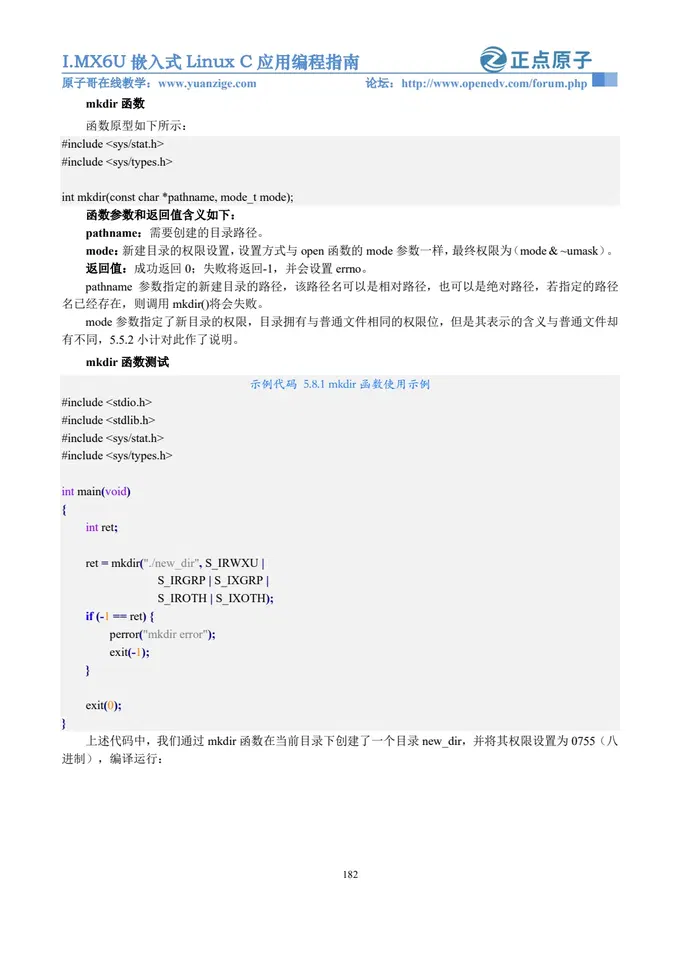 I.MX6U 嵌入式 Linux C 应用编程指南
正点原子
原子哥在线教学：www.yuanzige.com 论坛：http://www.openedv.com/forum.php
mkdir 函数
函数原型如下所示：
#include <sys/stat.h>
#include <sys/types.h>
int mkdir(const char *pathname, mode_t mode);
函数参数和返回值含义如下：
pathname：需要创建的目录路径。
mode：新建目录的权限设置，设置方式与 open 函数的 mode 参数一样，最终权限为（mode & ~umask）。
返回值：成功返回 0；失败将返回-1，并会设置 errno。
pathname 参数指定的新建目录的路径，该路径名可以是相对路径，也可以是绝对路径，若指定的路径
名已经存在，则调用 mkdir()将会失败。
mode 参数指定了新目录的权限，目录拥有与普通文件相同的权限位，但是其表示的含义与普通文件却
有不同，5.5.2 小计对此作了说明。
mkdir 函数测试
示例代码 5.8.1 mkdir 函数使用示例
#include <stdio.h>
#include <stdlib.h>
#include <sys/stat.h>
#include <sys/types.h>
int main(void)
{
int ret;
ret = mkdir("./new_dir", S_IRWXU |
S_IRGRP | S_IXGRP |
S_IROTH | S_IXOTH);
if (-1 == ret) {
perror("mkdir error");
exit(-1);
}
exit(0);
}
上述代码中，我们通过 mkdir 函数在当前目录下创建了一个目录 new_dir，并将其权限设置为 0755（八
进制），编译运行：
182